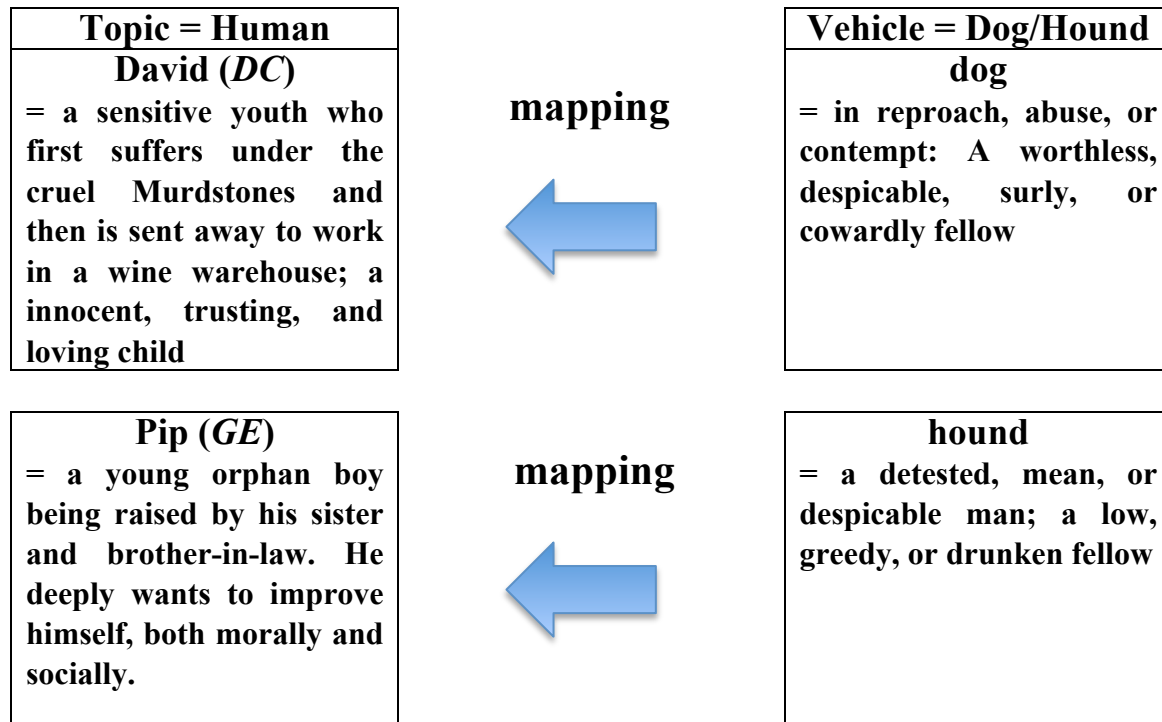 Topic = Human
David (DC)
= a sensitive youth who
first suffers under the
cruel Murdstones and
then is sent away to work
in a wine warehouse; a
innocent, trusting, and
loving child
mapping
Vehicle = Dog/Hound
dog
= in reproach, abuse, or
contempt: A worthless,
despicable, surly, or
cowardly fellow
Pip (GE)
= a young orphan boy
being raised by his sister
and brother-in-law. He
deeply wants to improve
himself, both morally and
socially.
mapping
hound
= a detested, mean, or
despicable man; a low,
greedy, or drunken fellow